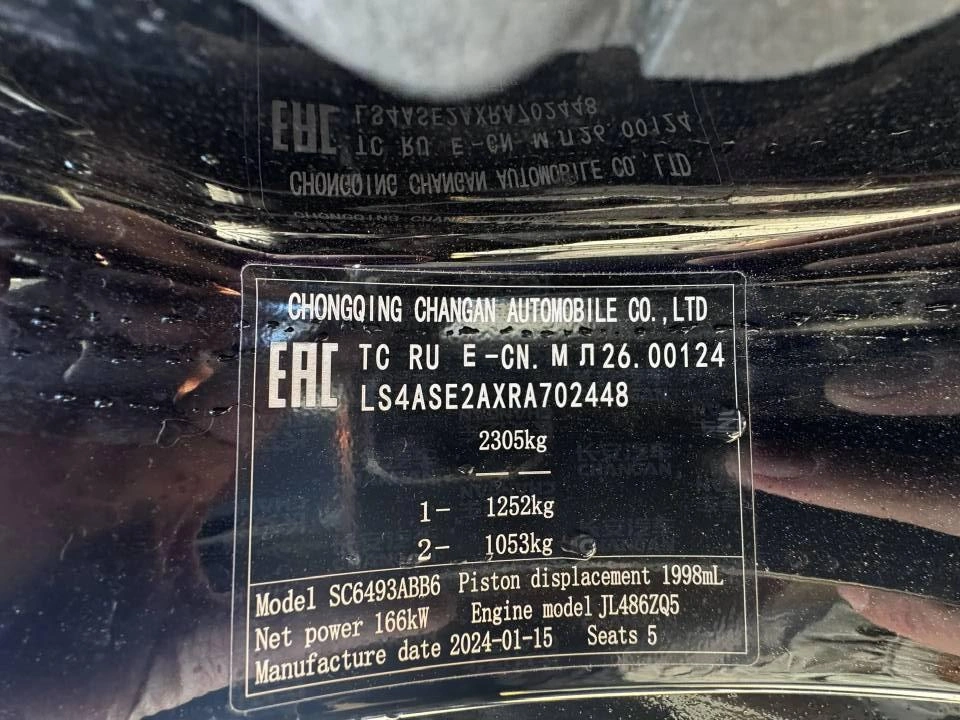 CHONGQING CHANGAN AUTOMOBILE CO.,LTD
EAC TC RU E-CN.МЛ26.00124
LS4ASE2AXRA702448
2305kg
— —
1- 1252kg
2- 1053kg
Model SC6493ABB6 Piston displacement 1998mL
Net power 166kW Engine model JL486ZQ5
Manufacture date 2024-01-15 Seats 5